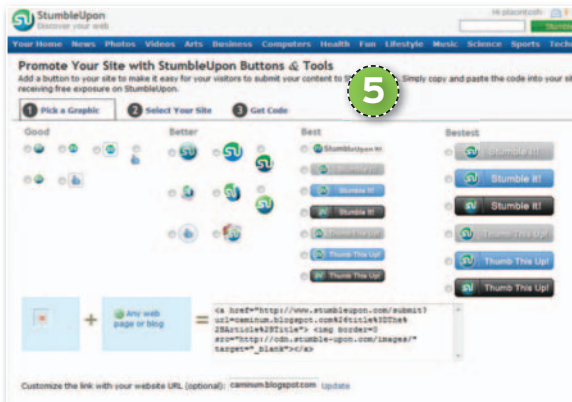 StumbleUpon
Discover your web
Hi placintosh
Your Home News Photos Videos Arts Business Computers Health Fun Lifestyle Music Science Sports Tech
Promote Your Site with StumbleUpon Buttons & Tools
Add a button to your site to make it easy for your visitors to submit your content to Simply copy and paste the code into your
receiving free exposure on StumbleUpon.
5
1 Pick a Graphic 2 Select Your Site 3 Get Code
Good Better Best Bestest
StumbleUpon It!
Stumble It!
Stumble It!
Stumble It!
Thumb This Up!
Thumb This Up!
Thumb This Up!
Stumble It!
Stumble It!
Stumble It!
Thumb This Up!
Thumb This Up!
Thumb This Up!
+ Any web page or blog =
<a href="http://www.stumbleupon.com/submit?
url=caminum.blogspot.com%26title%3DThe%
2BArticle%2BTitle"> <img border=0
src="http://cdn.stumble-upon.com/images/"
target="_blank"></a>
Customize the link with your website URL (optional): caminum.blogspot.com Update